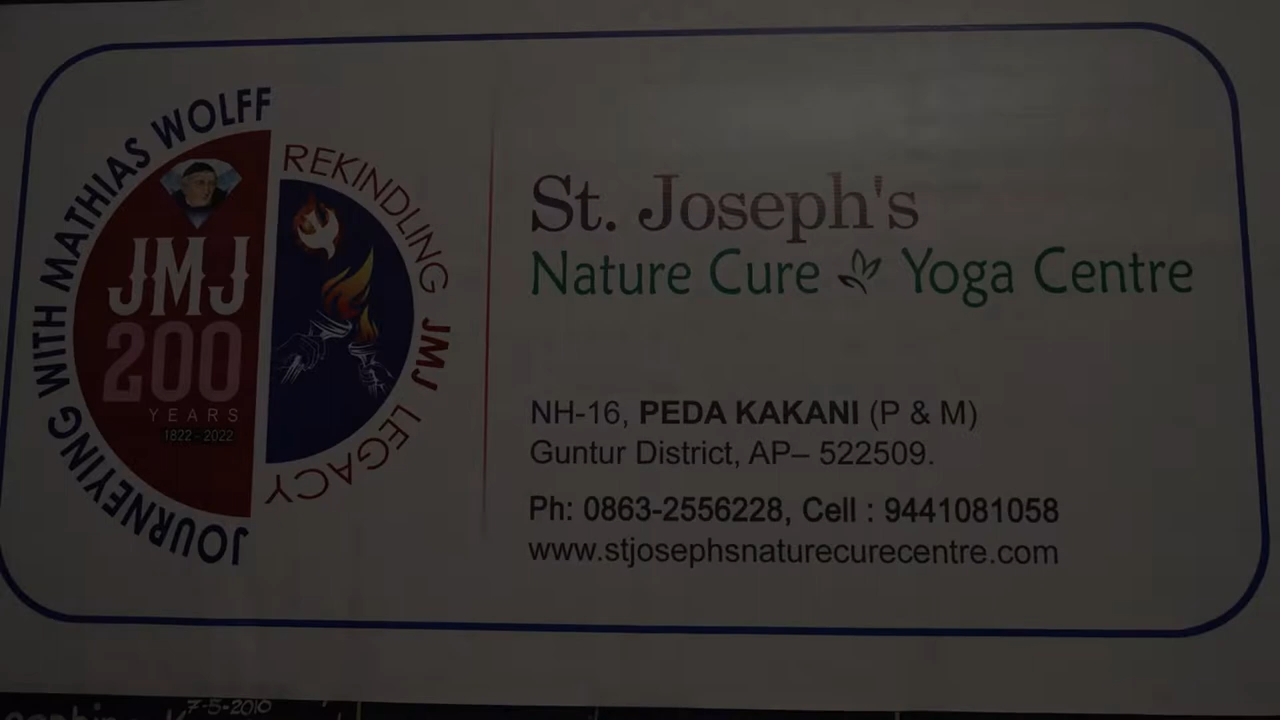 JOURNEYING WITH MATHIAS WOLFF
REKINDLING JMJ LEGACY
JMJ
200
YEARS
1822 - 2022
St. Joseph's
Nature Cure Yoga Centre
NH-16, PEDA KAKANI (P & M)
Guntur District, AP– 522509.
Ph: 0863-2556228, Cell : 9441081058
www.stjosephsnaturecurecentre.com
7-5-2010